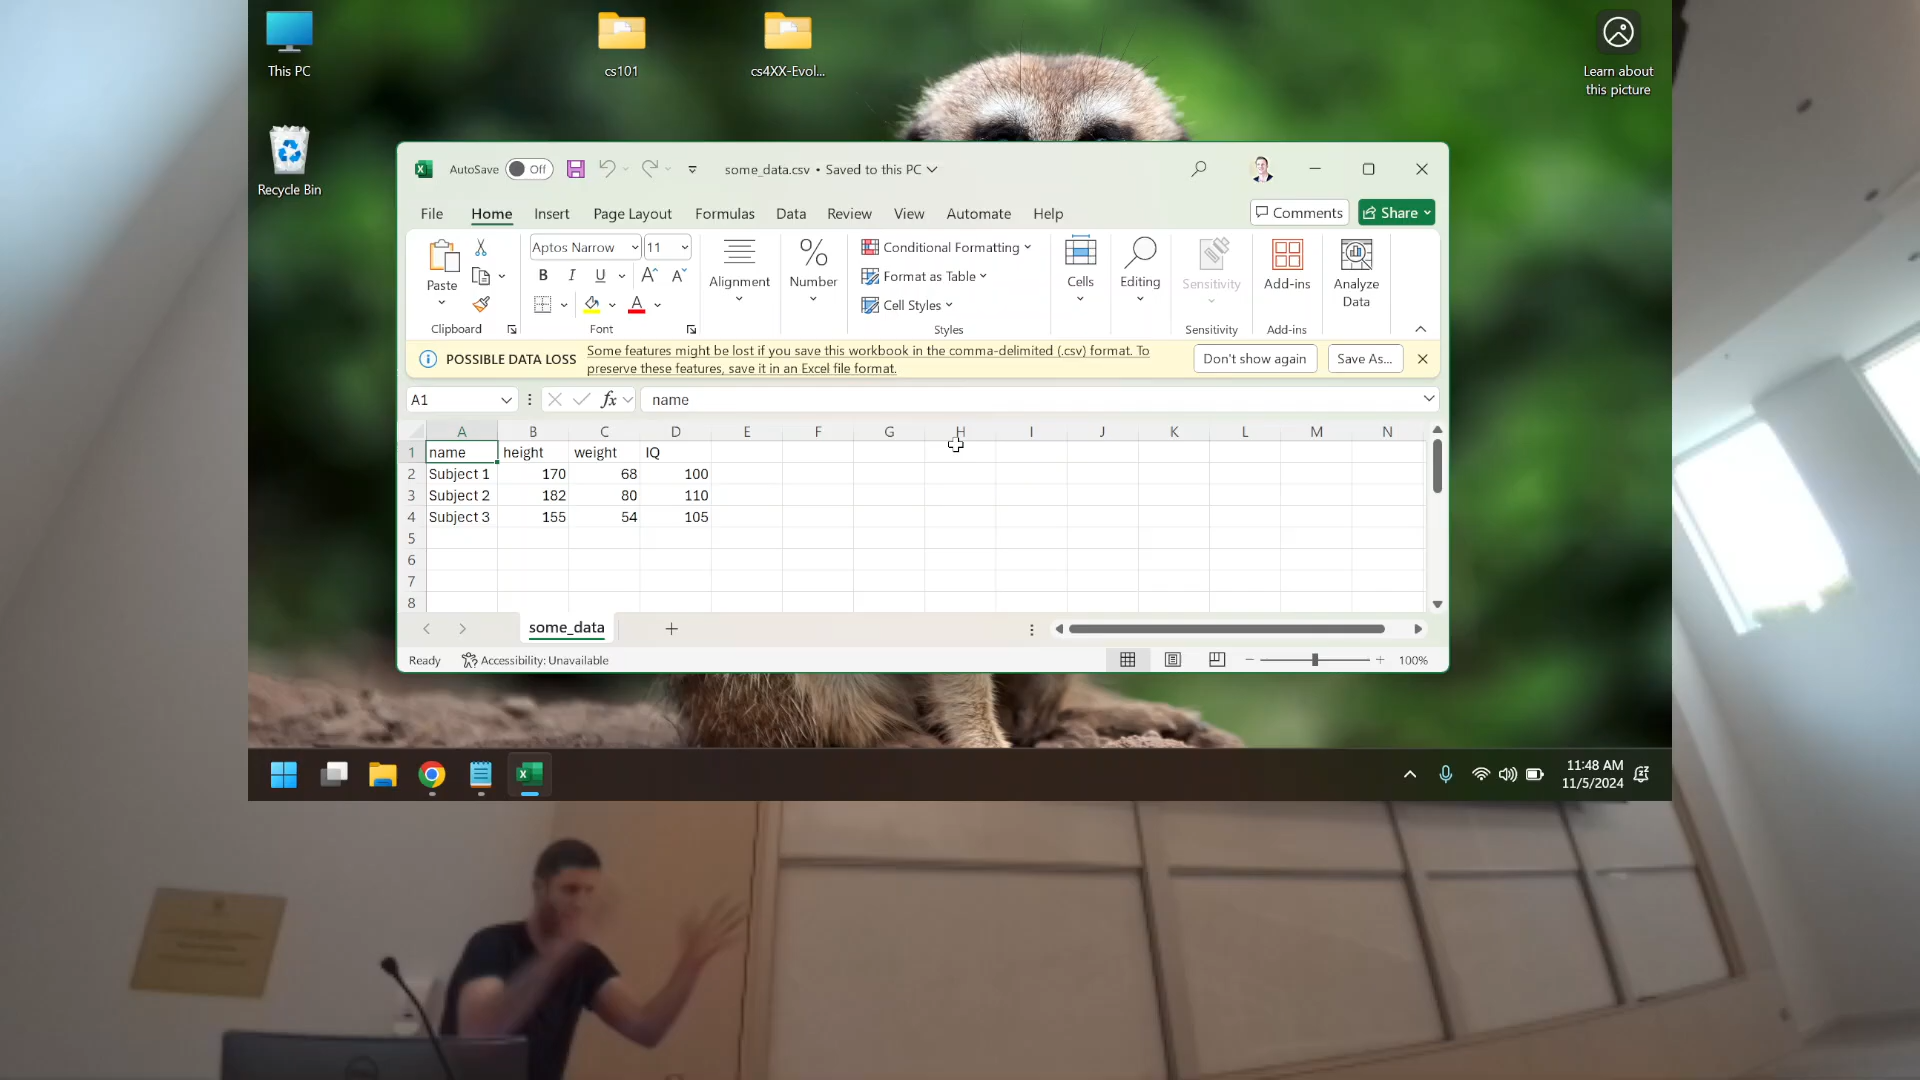 This PC
cs101
cs4XX-Evol...
Learn about
this picture
Recycle Bin
AutoSave Off
some_data.csv • Saved to this PC
File Home Insert Page Layout Formulas Data Review View Automate Help
Comments Share
Paste
Clipboard
Aptos Narrow 11
B I U A A
A
Font
Alignment
%
Number
Conditional Formatting
Format as Table
Cell Styles
Styles
Cells
Editing
Sensitivity
Sensitivity
Add-ins
Add-ins
Analyze
Data
POSSIBLE DATA LOSS
Some features might be lost if you save this workbook in the comma-delimited (.csv) format. To
preserve these features, save it in an Excel file format.
Don't show again
Save As...
A1
fx
name
A B C D E F G H I J K L M N
1 name height weight IQ
2 Subject 1 170 68 100
3 Subject 2 182 80 110
4 Subject 3 155 54 105
5
6
7
8
some_data
Ready
Accessibility: Unavailable
100%
11:48 AM
11/5/2024